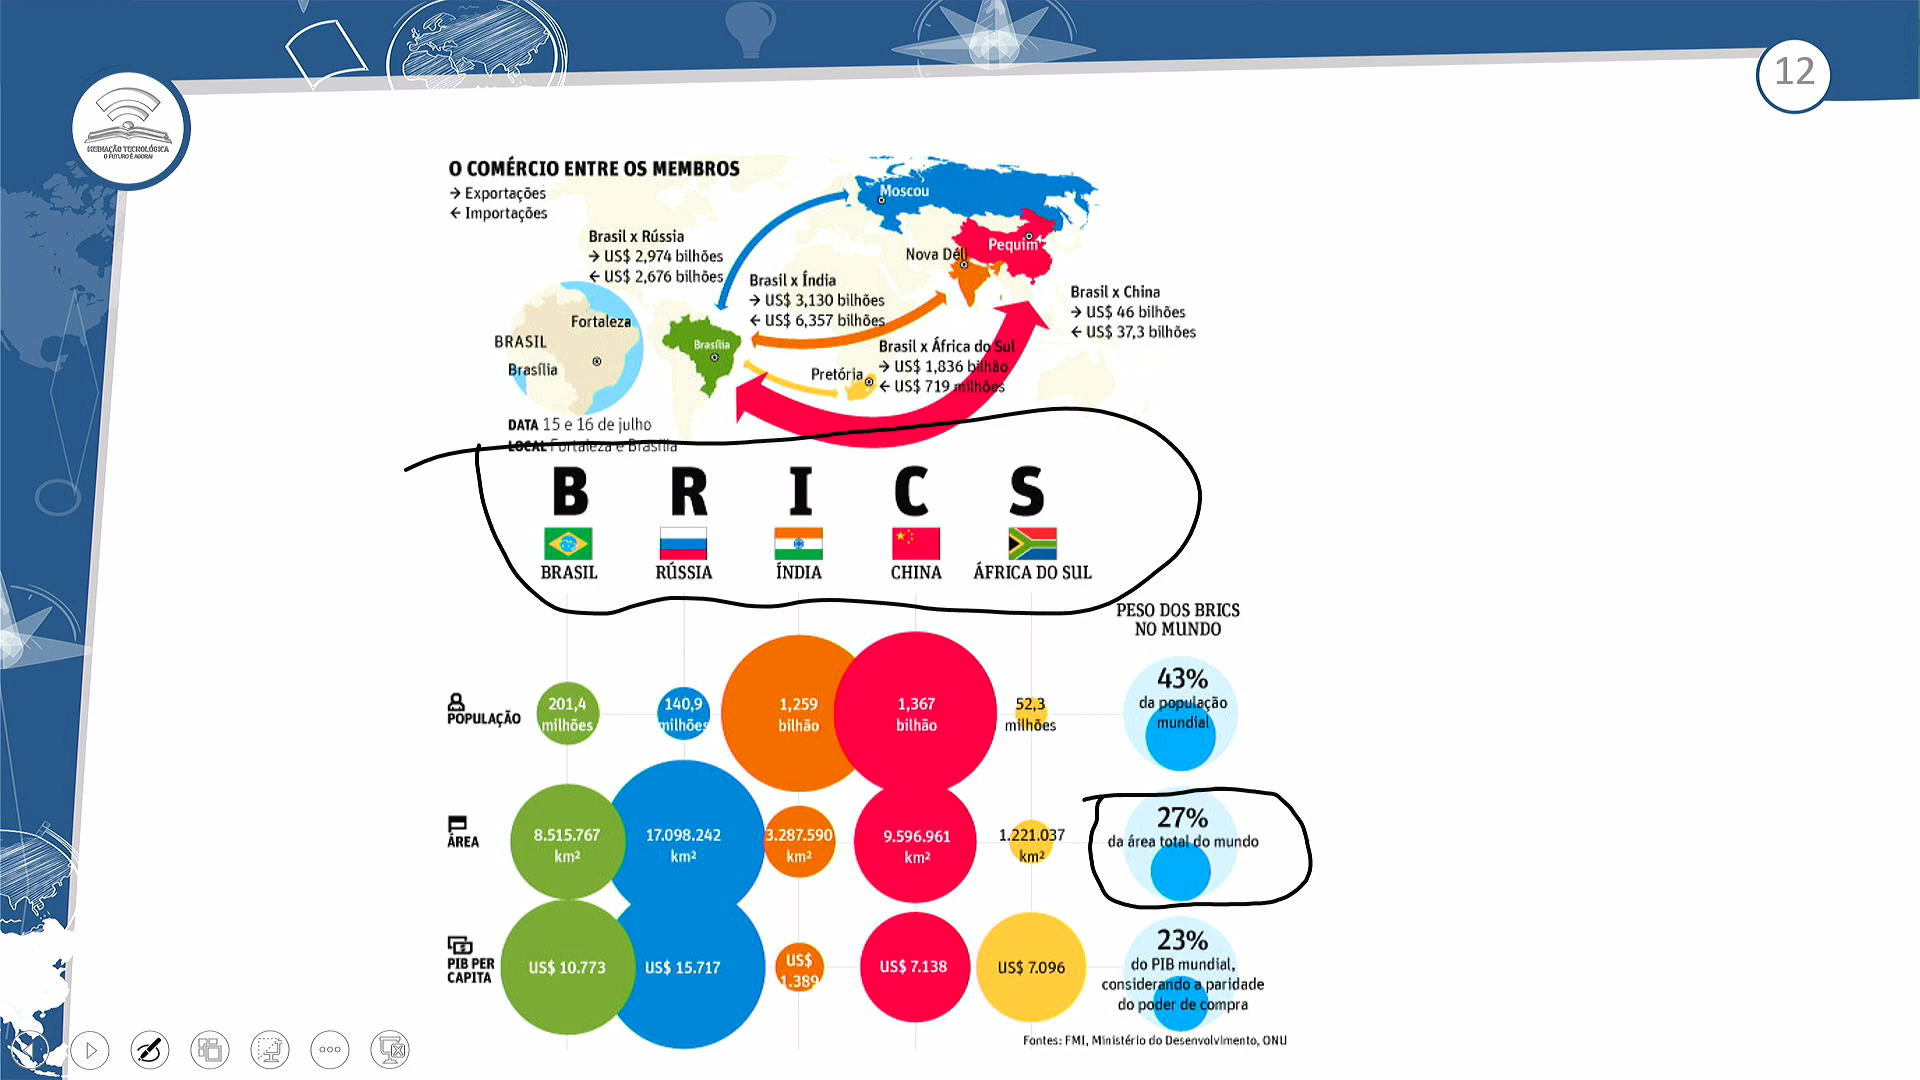 12
MEDIAÇÃO TECNOLÓGICA
O FUTURO É AGORA!
O COMÉRCIO ENTRE OS MEMBROS
→ Exportações
← Importações
Moscou
Pequim
Nova Déli
Brasil x Rússia
→ US$ 2,974 bilhões
← US$ 2,676 bilhões
Brasil x Índia
→ US$ 3,130 bilhões
← US$ 6,357 bilhões
Brasil x China
→ US$ 46 bilhões
← US$ 37,3 bilhões
Fortaleza
BRASIL
Brasília
Brasília
Brasil x África do Sul
→ US$ 1,836 bilhão
← US$ 719 milhões
Pretória
DATA 15 e 16 de julho
LOCAL Fortaleza e Brasília
B R I C S
BRASIL RÚSSIA ÍNDIA CHINA ÁFRICA DO SUL
PESO DOS BRICS
NO MUNDO
POPULAÇÃO
201,4
milhões
140,9
milhões
1,259
bilhão
1,367
bilhão
52,3
milhões
43%
da população
mundial
ÁREA
8.515.767
km²
17.098.242
km²
3.287.590
km²
9.596.961
km²
1.221.037
km²
27%
da área total do mundo
PIB PER
CAPITA
US$ 10.773
US$ 15.717
US$
1.389
US$ 7.138
US$ 7.096
23%
do PIB mundial,
considerando a paridade
do poder de compra
Fontes: FMI, Ministério do Desenvolvimento, ONU